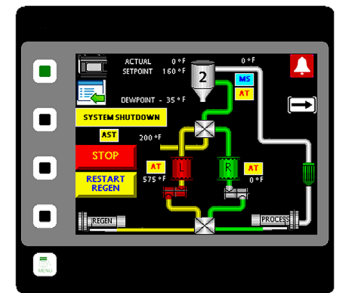 ACTUAL 0 °F
SETPOINT 160 °F
0 °F
2
MS
AT
DEWPOINT - 35 °F
SYSTEM SHUTDOWN
AST
200 °F
STOP
AT
L
R
AT
RESTART
REGEN
575 °F
0 °F
REGEN
PROCESS
MENU